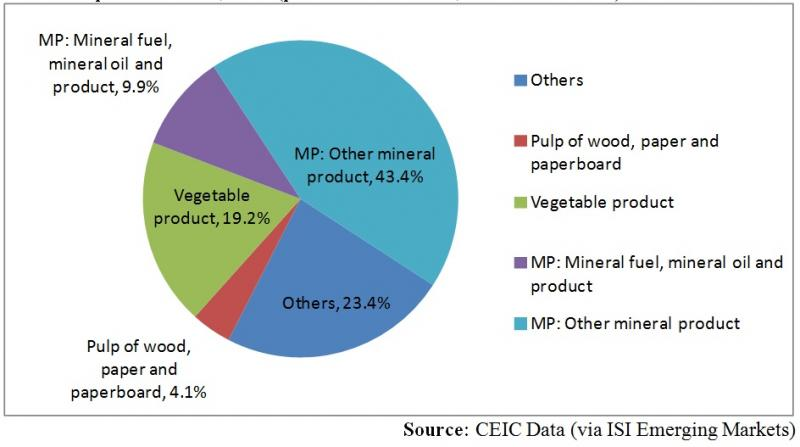 MP: Mineral fuel,
mineral oil and
product, 9.9%
MP: Other mineral
product, 43.4%
Vegetable
product, 19.2%
Others, 23.4%
Pulp of wood,
paper and
paperboard, 4.1%
Others
Pulp of wood, paper and
paperboard
Vegetable product
MP: Mineral fuel, mineral oil and
product
MP: Other mineral product
Source: CEIC Data (via ISI Emerging Markets)